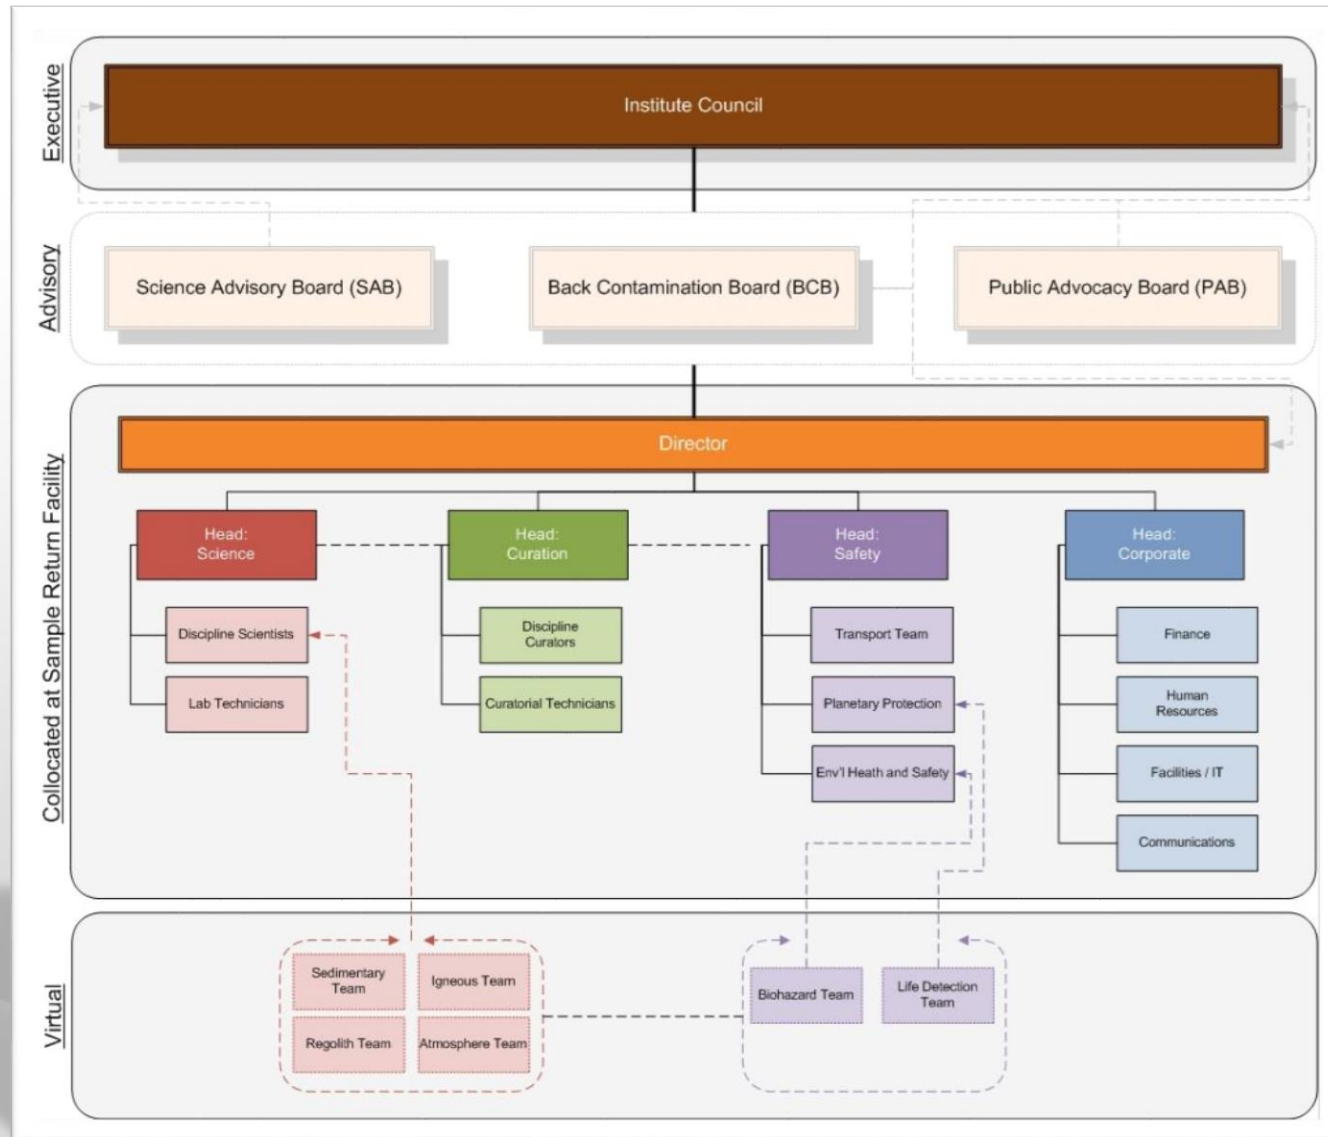 Executive
Institute Council
Advisory
Science Advisory Board (SAB)
Back Contamination Board (BCB)
Public Advocacy Board (PAB)
Collocated at Sample Return Facility
Director
Head:
Science
Head:
Curation
Head:
Safety
Head:
Corporate
Discipline Scientists
Discipline
Curators
Transport Team
Finance
Lab Technicians
Curatorial Technicians
Planetary Protection
Human
Resources
Env'l Heath and Safety
Facilities / IT
Communications
Virtual
Sedimentary
Team
Igneous Team
Biohazard Team
Life Detection
Team
Regolith Team
Atmosphere Team